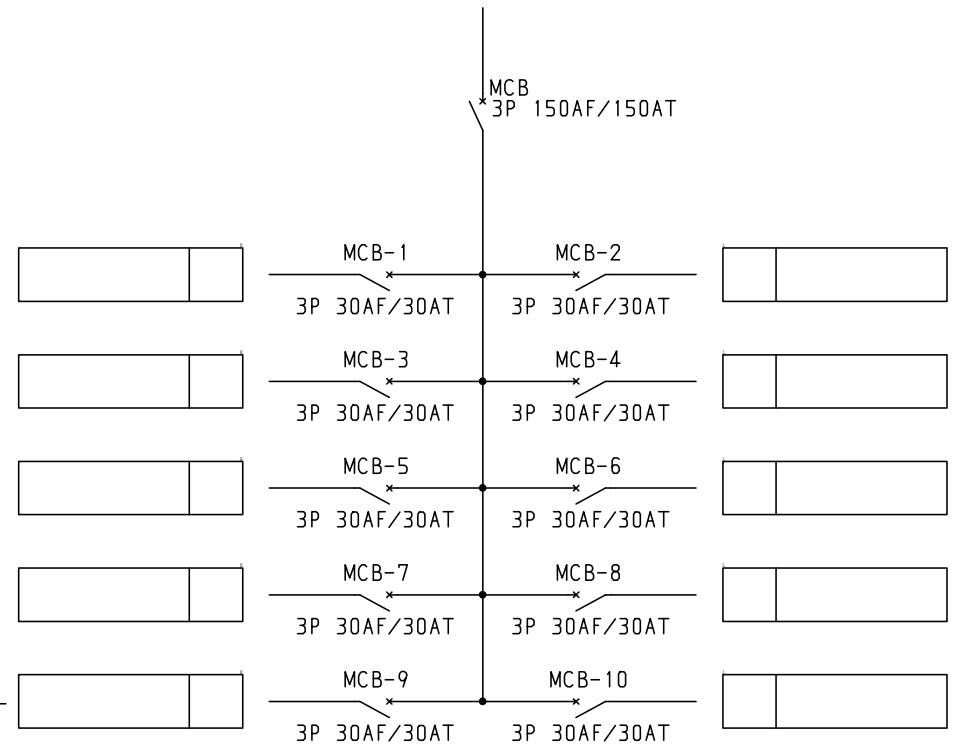 MCB
3P 150AF/150AT
MCB-1
MCB-2
3P 30AF/30AT
3P 30AF/30AT
MCB-3
MCB-4
3P 30AF/30AT
3P 30AF/30AT
MCB-5
MCB-6
3P 30AF/30AT
3P 30AF/30AT
MCB-7
MCB-8
3P 30AF/30AT
3P 30AF/30AT
MCB-9
MCB-10
3P 30AF/30AT
3P 30AF/30AT